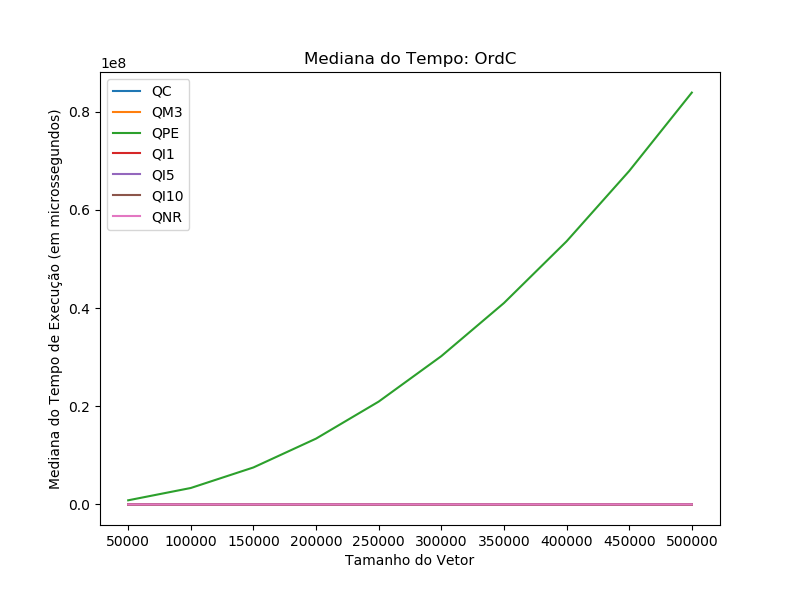 Mediana do Tempo: OrdC
1e8
Mediana do Tempo de Execução (em microssegundos)
0.8
0.6
0.4
0.2
0.0
QC
QM3
QPE
QI1
QI5
QI10
QNR
50000 100000 150000 200000 250000 300000 350000 400000 450000 500000
Tamanho do Vetor